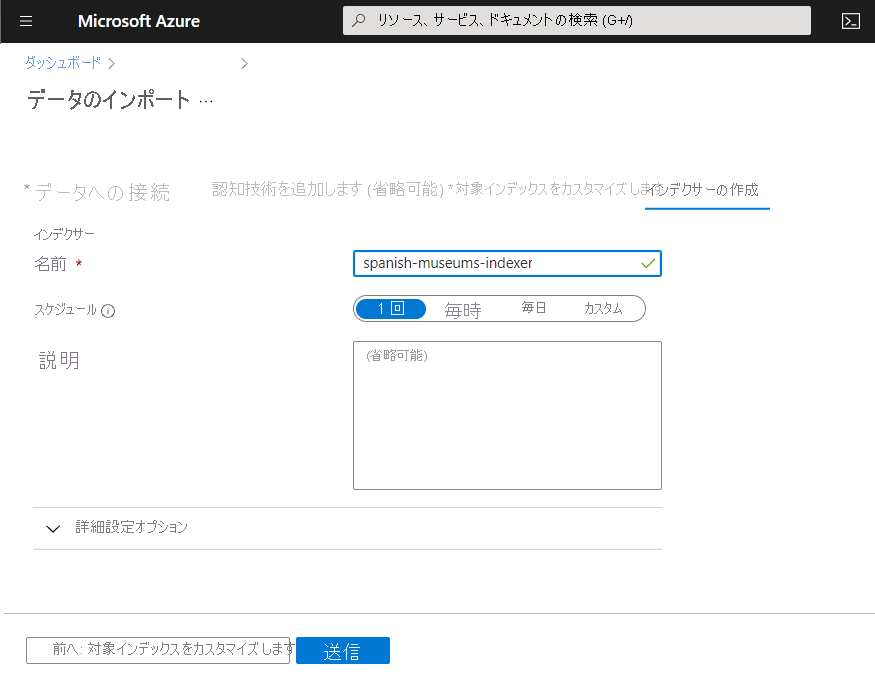 Microsoft Azure
リソース、サービス、ドキュメントの検索 (G+/)
ダッシュボード
データのインポート …
* データへの接続 認知技術を追加します (省略可能) * 対象インデックスをカスタマイズします インデクサーの作成
インデクサー
名前 * spanish-museums-indexer
スケジュール 1 回 毎時 毎日 カスタム
説明 (省略可能)
詳細設定オプション
前へ: 対象インデックスをカスタマイズします 送信